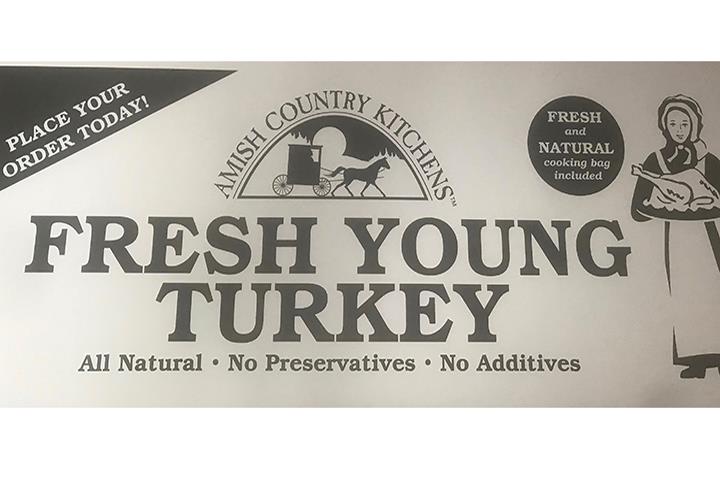 PLACE YOUR
ORDER TODAY!
AMISH COUNTRY KITCHENS™
FRESH
and
NATURAL
cooking bag
included
FRESH YOUNG
TURKEY
All Natural • No Preservatives • No Additives